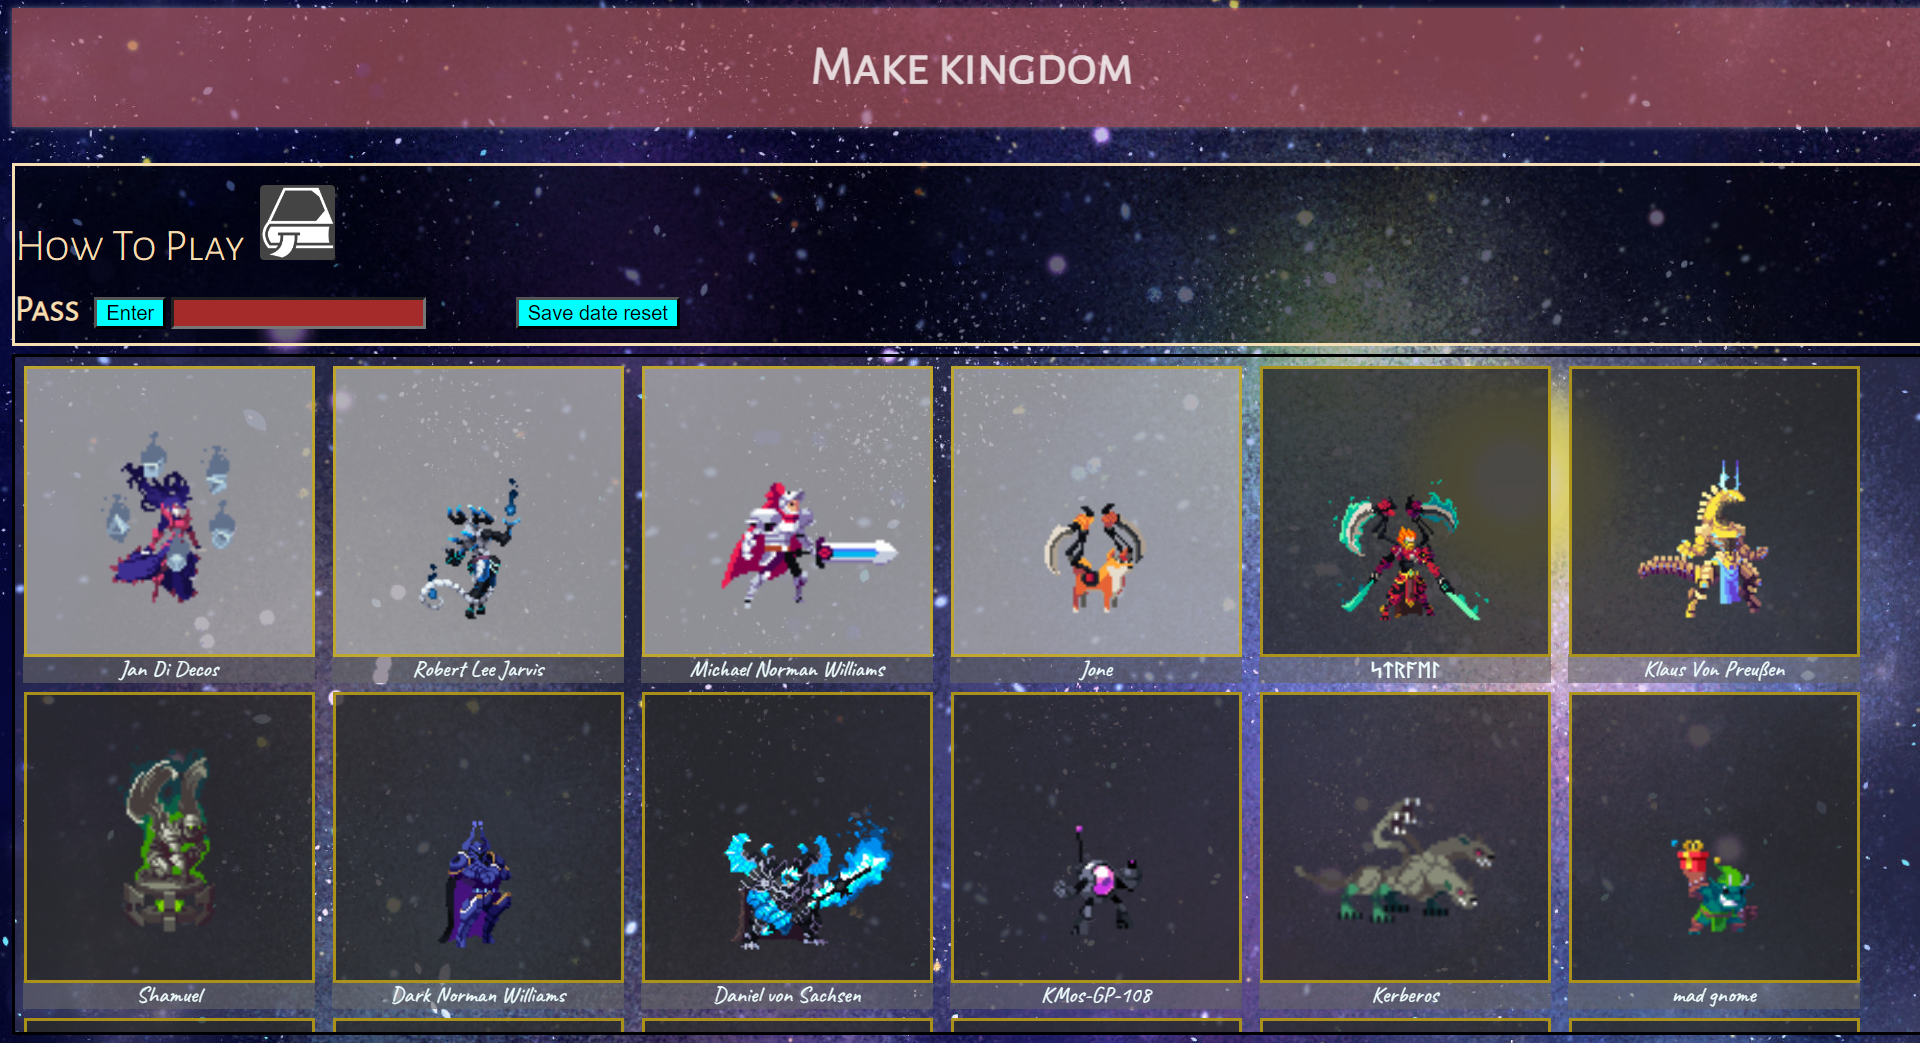 Make kingdom
How To Play
Pass Enter Save date reset
Jan Di Decos
Robert Lee Jarvis
Michael Norman Williams
Jone
ᛋᛏᚱᚨᛖᛚ
Klaus Von Preußen
Shamuel
Dark Norman Williams
Daniel von Sachsen
KMos-GP-108
Kerberos
mad gnome